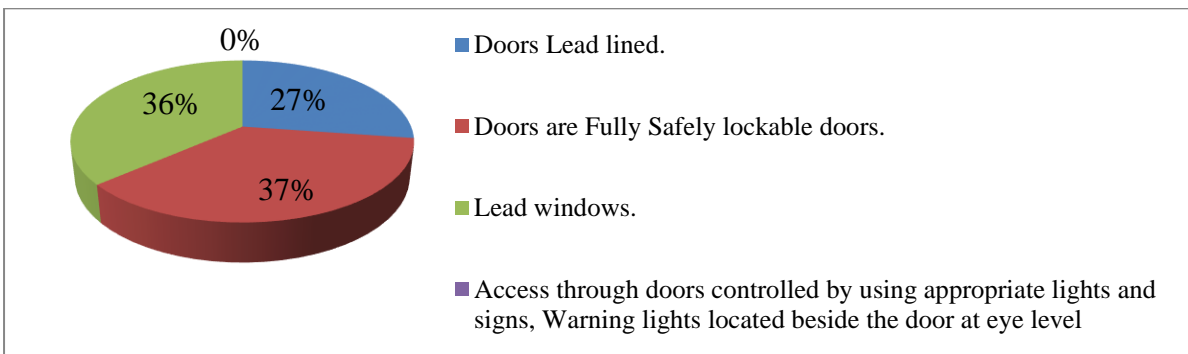 0%
36%
27%
37%
Doors Lead lined.
Doors are Fully Safely lockable doors.
Lead windows.
Access through doors controlled by using appropriate lights and
signs, Warning lights located beside the door at eye level